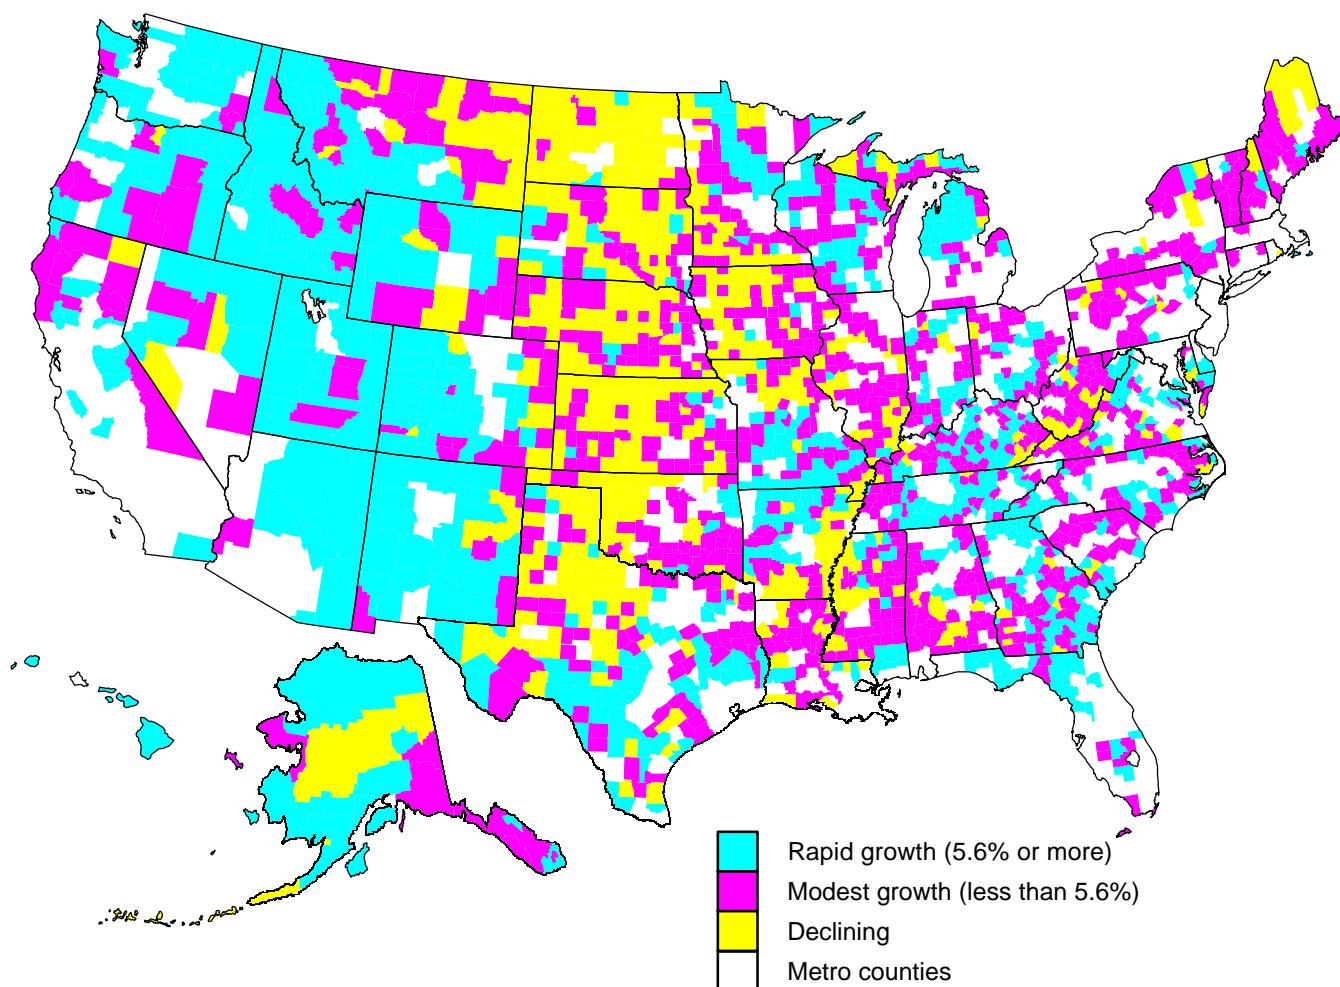 Rapid growth (5.6% or more)
Modest growth (less than 5.6%)
Declining
Metro counties